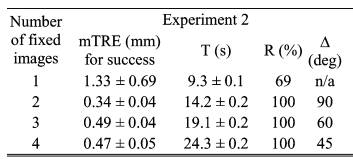 Number of fixed images Experiment 2
mTRE (mm) for success T (s) R (%) Δ (deg)
1 1.33 ± 0.69 9.3 ± 0.1 69 n/a
2 0.34 ± 0.04 14.2 ± 0.2 100 90
3 0.49 ± 0.04 19.1 ± 0.2 100 60
4 0.47 ± 0.05 24.3 ± 0.2 100 45